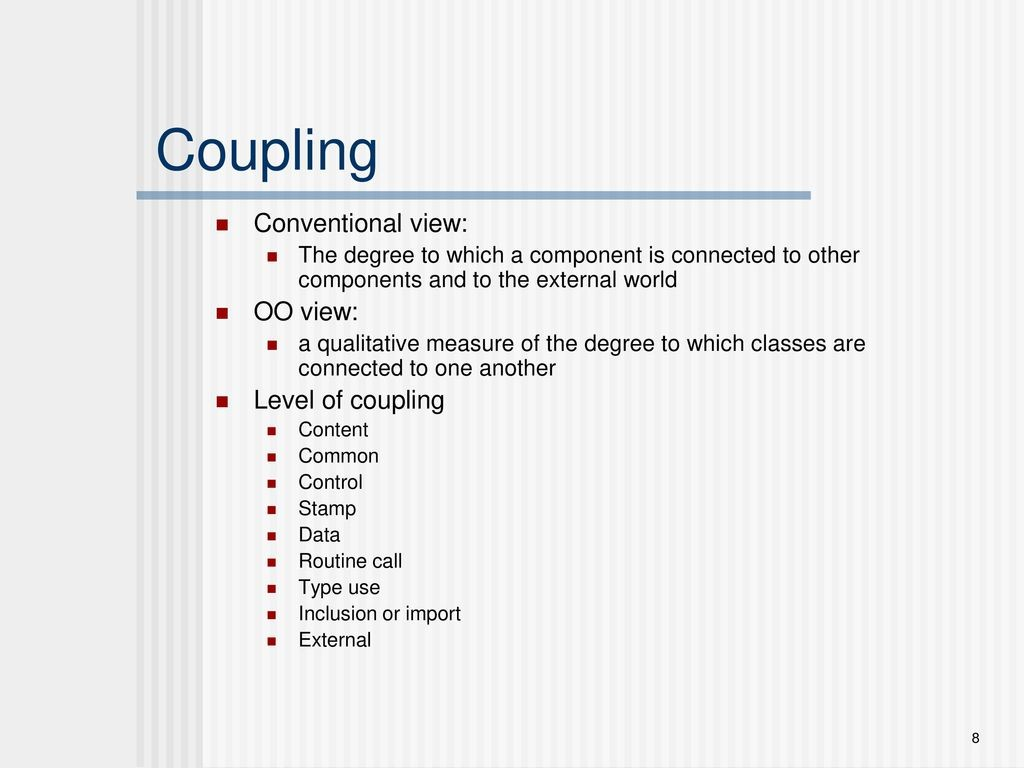 Coupling
Conventional view:
The degree to which a component is connected to other
components and to the external world
OO view:
a qualitative measure of the degree to which classes are
connected to one another
Level of coupling
Content
Common
Control
Stamp
Data
Routine call
Type use
Inclusion or import
External
8